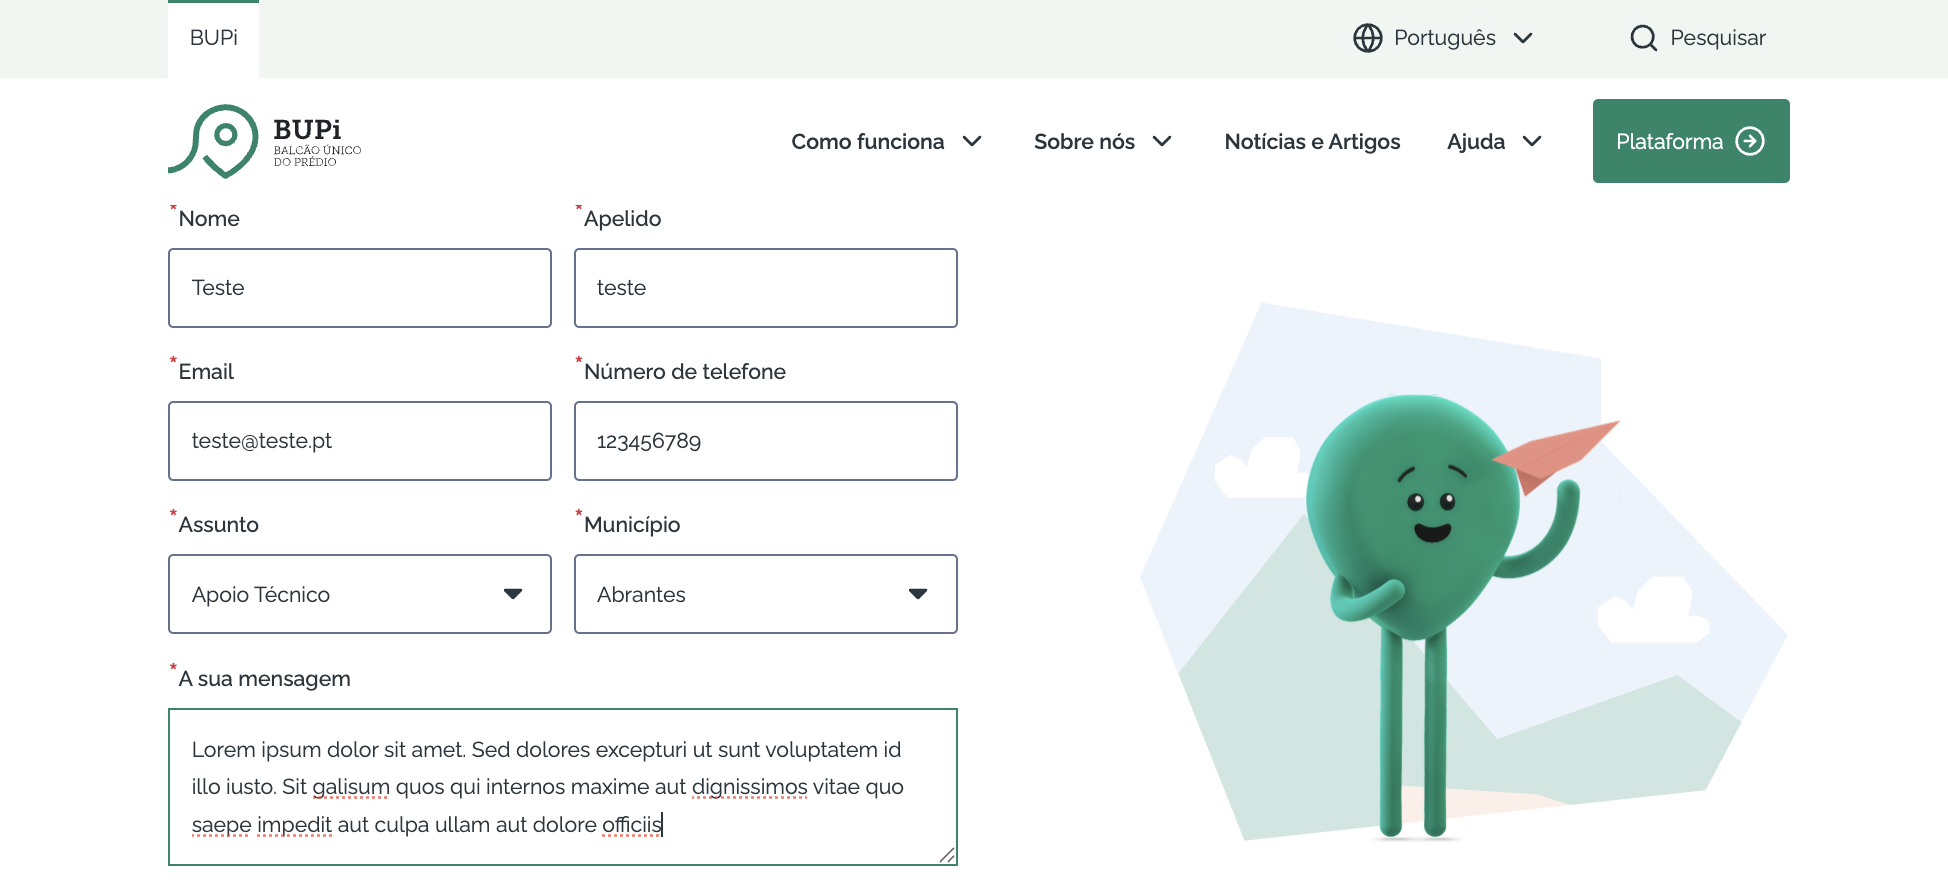 BUPi
Português
Pesquisar
BUPi
BALCÃO ÚNICO
DO PRÉDIO
Como funciona
Sobre nós
Notícias e Artigos
Ajuda
Plataforma
*Nome
*Apelido
Teste
teste
*Email
*Número de telefone
teste@teste.pt
123456789
*Assunto
*Município
Apoio Técnico
Abrantes
*A sua mensagem
Lorem ipsum dolor sit amet. Sed dolores excepturi ut sunt voluptatem id
illo iusto. Sit galisum quos qui internos maxime aut dignissimos vitae quo
saepe impedit aut culpa ullam aut dolore officiis